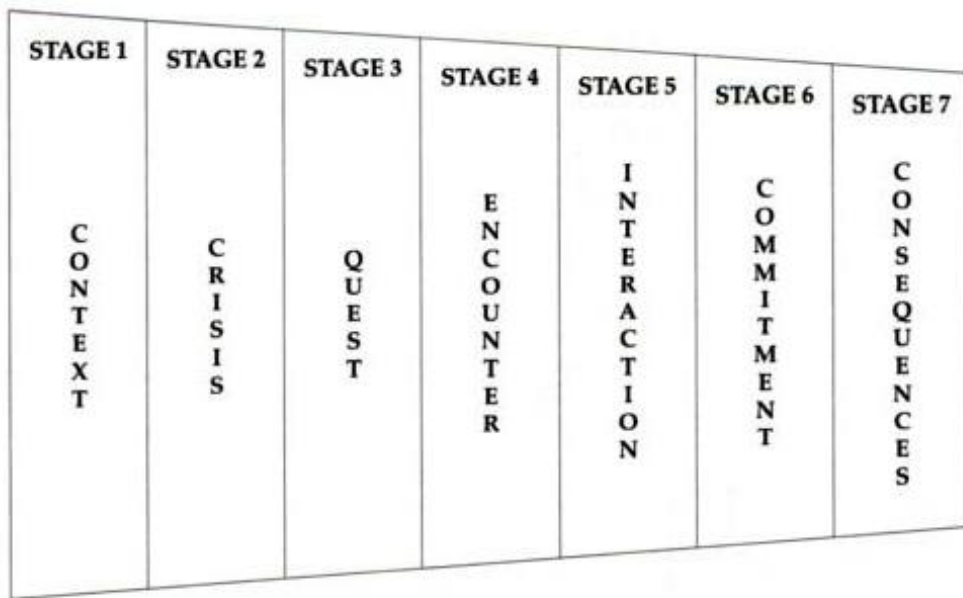 STAGE 1
CONTEXT
STAGE 2
CRISIS
STAGE 3
QUEST
STAGE 4
ENCOUNTER
STAGE 5
INTERACTION
STAGE 6
COMMITMENT
STAGE 7
CONSEQUENCES